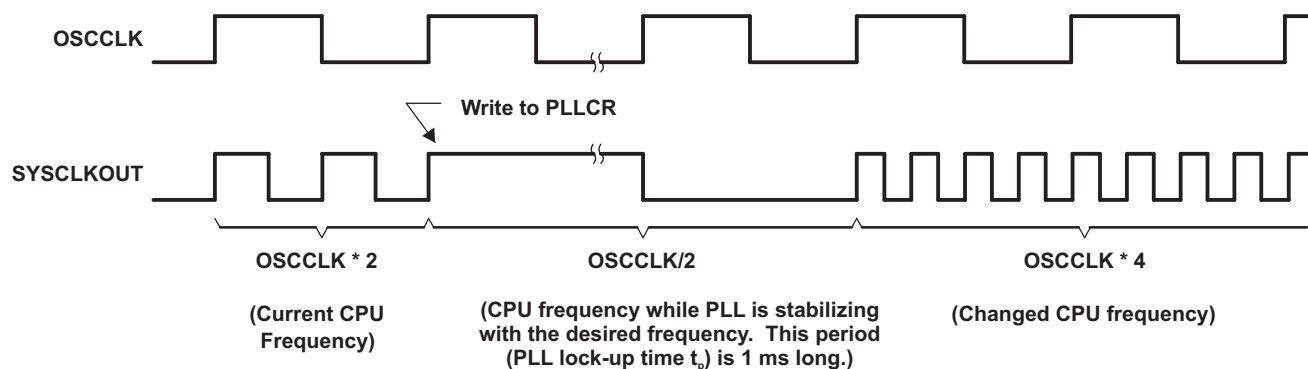 OSCCLK
Write to PLLCR
SYSCLKOUT
OSCCLK * 2
(Current CPU
Frequency)
OSCCLK/2
(CPU frequency while PLL is stabilizing
with the desired frequency. This period
(PLL lock-up time tp) is 1 ms long.)
OSCCLK * 4
(Changed CPU frequency)